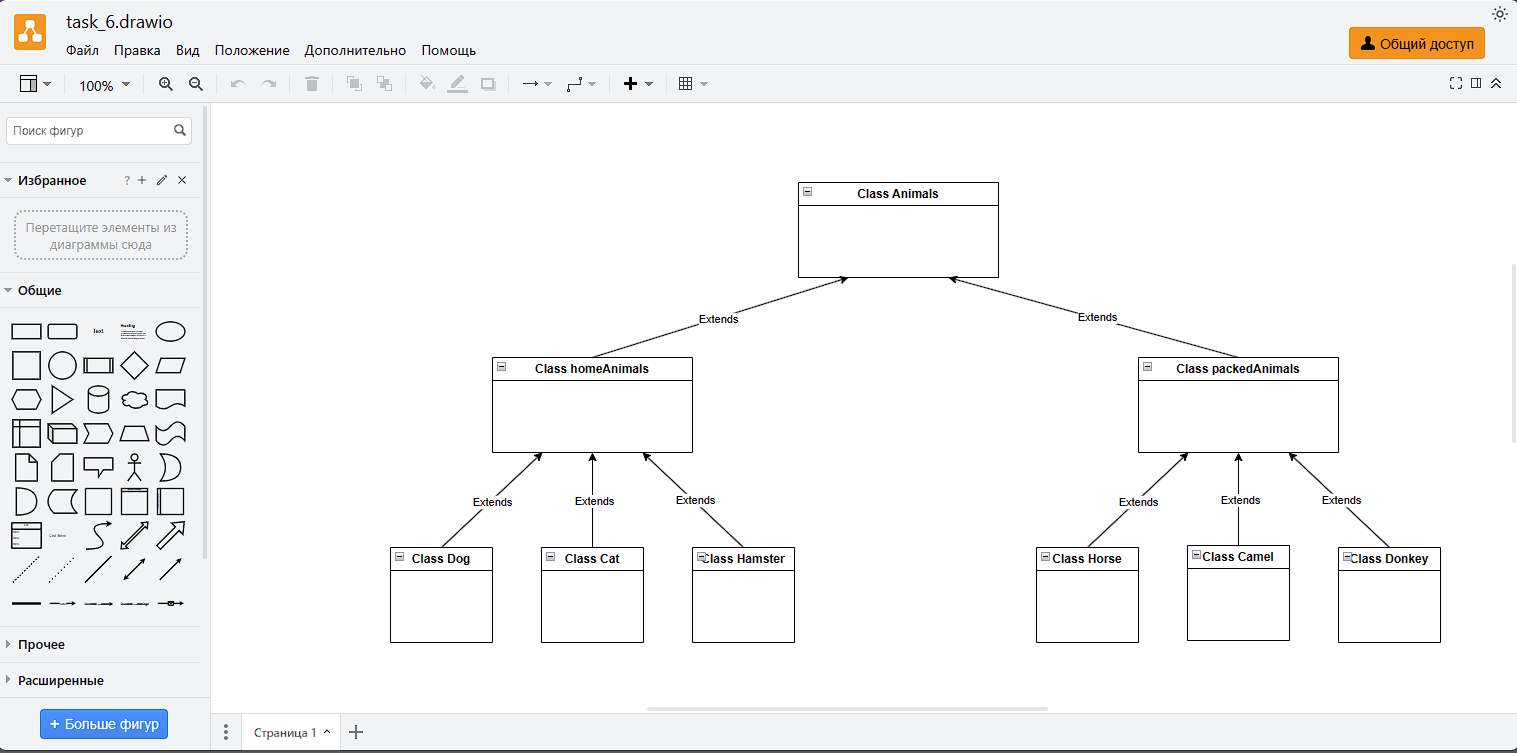 task_6.drawio
Файл Правка Вид Положение Дополнительно Помощь
Общий доступ
100%
Поиск фигур
Избранное ?
Перетащите элементы из
диаграммы сюда
Общие
Text
Heading
List Item
Прочее
Расширенные
+ Больше фигур
Class Animals
Extends
Extends
Class homeAnimals
Class packedAnimals
Extends
Extends
Extends
Extends
Extends
Extends
Class Dog
Class Cat
Class Hamster
Class Horse
Class Camel
Class Donkey
Страница 1